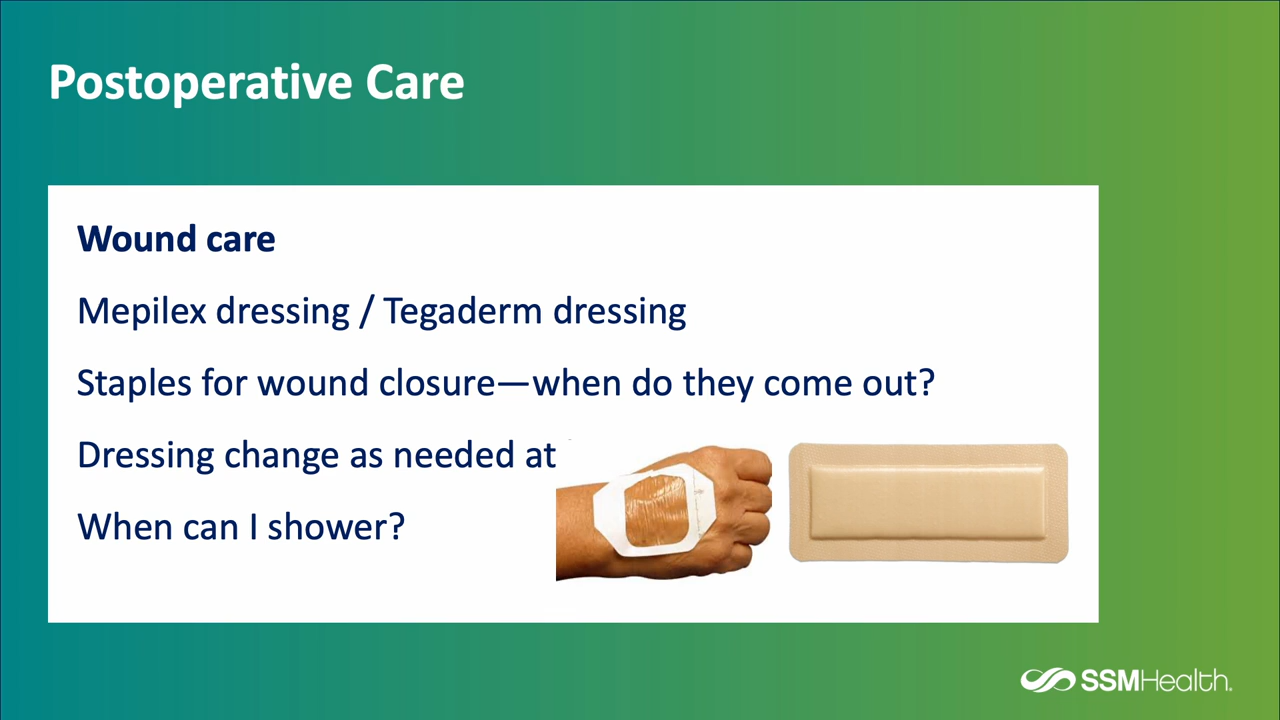 Postoperative Care
Wound care
Mepilex dressing / Tegaderm dressing
Staples for wound closure—when do they come out?
Dressing change as needed at
When can I shower?
SSMHealth.